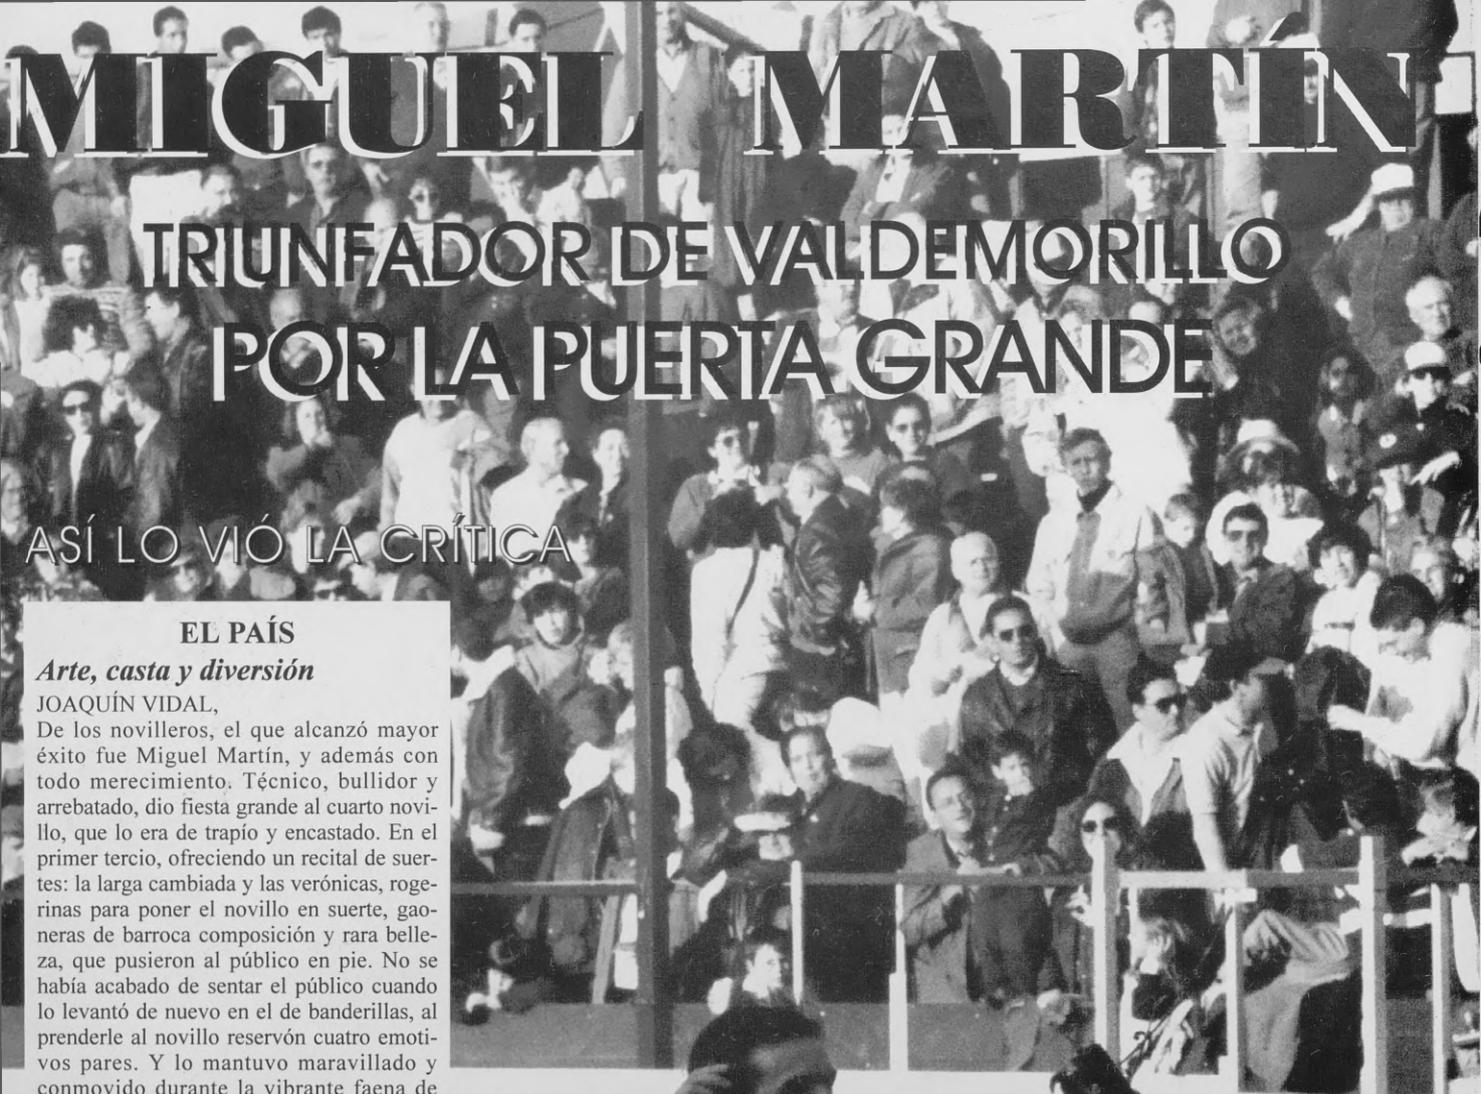 MIGUEL MARTÍN
TRIUNFADOR DE VALDEMORILLO
POR LA PUERTA GRANDE
ASÍ LO VIÓ LA CRÍTICA
EL PAÍS
Arte, casta y diversión
JOAQUÍN VIDAL,
De los novilleros, el que alcanzó mayor
éxito fue Miguel Martín, y además con
todo merecimiento. Técnico, bullidor y
arrebatado, dio fiesta grande al cuarto novi-
llo, que lo era de trapío y encastado. En el
primer tercio, ofreciendo un recital de suer-
tes: la larga cambiada y las verónicas, roge-
rinas para poner el novillo en suerte, gao-
neras de barroca composición y rara belle-
za, que pusieron al público en pie. No se
había acabado de sentar el público cuando
lo levantó de nuevo en el de banderillas, al
prenderle al novillo reservón cuatro emoti-
vos pares. Y lo mantuvo maravillado y
conmovido durante la vibrante faena de